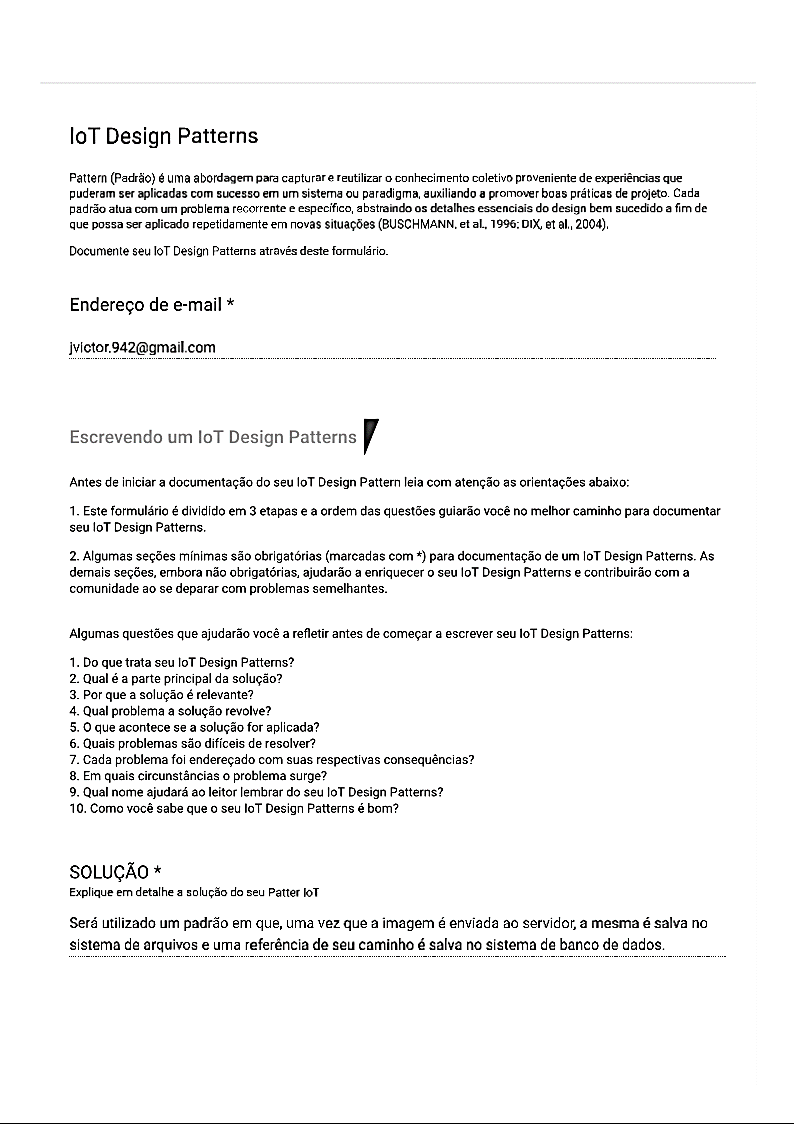 IoT Design Patterns
Pattern (Padrão) é uma abordagem para capturar e reutilizar o conhecimento coletivo proveniente de experiências que
puderam ser aplicadas com sucesso em um sistema ou paradigma, auxiliando a promover boas práticas de projeto. Cada
padrão atua com um problema recorrente e específico, abstraindo os detalhes essenciais do design bem sucedido a fim de
que possa ser aplicado repetidamente em novas situações (BUSCHMANN, et al., 1996; DIX, et al., 2004).
Documente seu IoT Design Patterns através deste formulário.
Endereço de e-mail *
jvictor.942@gmail.com
Escrevendo um IoT Design Patterns
Antes de iniciar a documentação do seu IoT Design Pattern leia com atenção as orientações abaixo:
1. Este formulário é dividido em 3 etapas e a ordem das questões guiarão você no melhor caminho para documentar
seu IoT Design Patterns.
2. Algumas seções mínimas são obrigatórias (marcadas com *) para documentação de um IoT Design Patterns. As
demais seções, embora não obrigatórias, ajudarão a enriquecer o seu IoT Design Patterns e contribuirão com a
comunidade ao se deparar com problemas semelhantes.
Algumas questões que ajudarão você a refletir antes de começar a escrever seu IoT Design Patterns:
1. Do que trata seu IoT Design Patterns?
2. Qual é a parte principal da solução?
3. Por que a solução é relevante?
4. Qual problema a solução revolve?
5. O que acontece se a solução for aplicada?
6. Quais problemas são difíceis de resolver?
7. Cada problema foi endereçado com suas respectivas consequências?
8. Em quais circunstâncias o problema surge?
9. Qual nome ajudará ao leitor lembrar do seu IoT Design Patterns?
10. Como você sabe que o seu IoT Design Patterns é bom?
SOLUÇÃO *
Explique em detalhe a solução do seu Patter IoT
Será utilizado um padrão em que, uma vez que a imagem é enviada ao servidor, a mesma é salva no
sistema de arquivos e uma referência de seu caminho é salva no sistema de banco de dados.